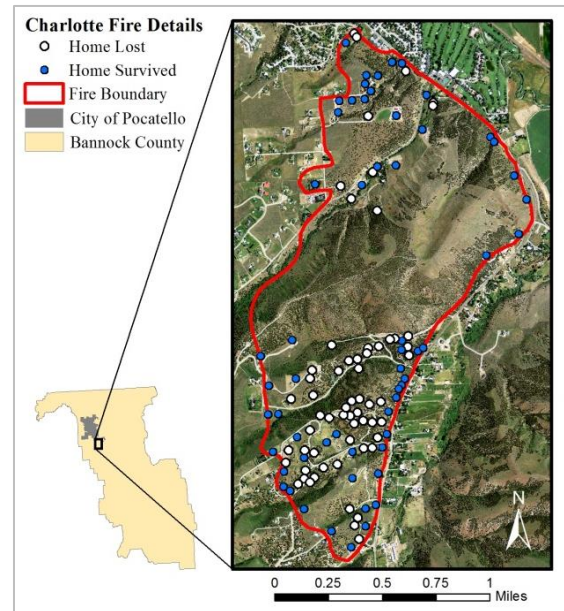 Charlotte Fire Details
Home Lost
Home Survived
Fire Boundary
City of Pocatello
Bannock County
N
0 0.25 0.5 0.75 1
Miles